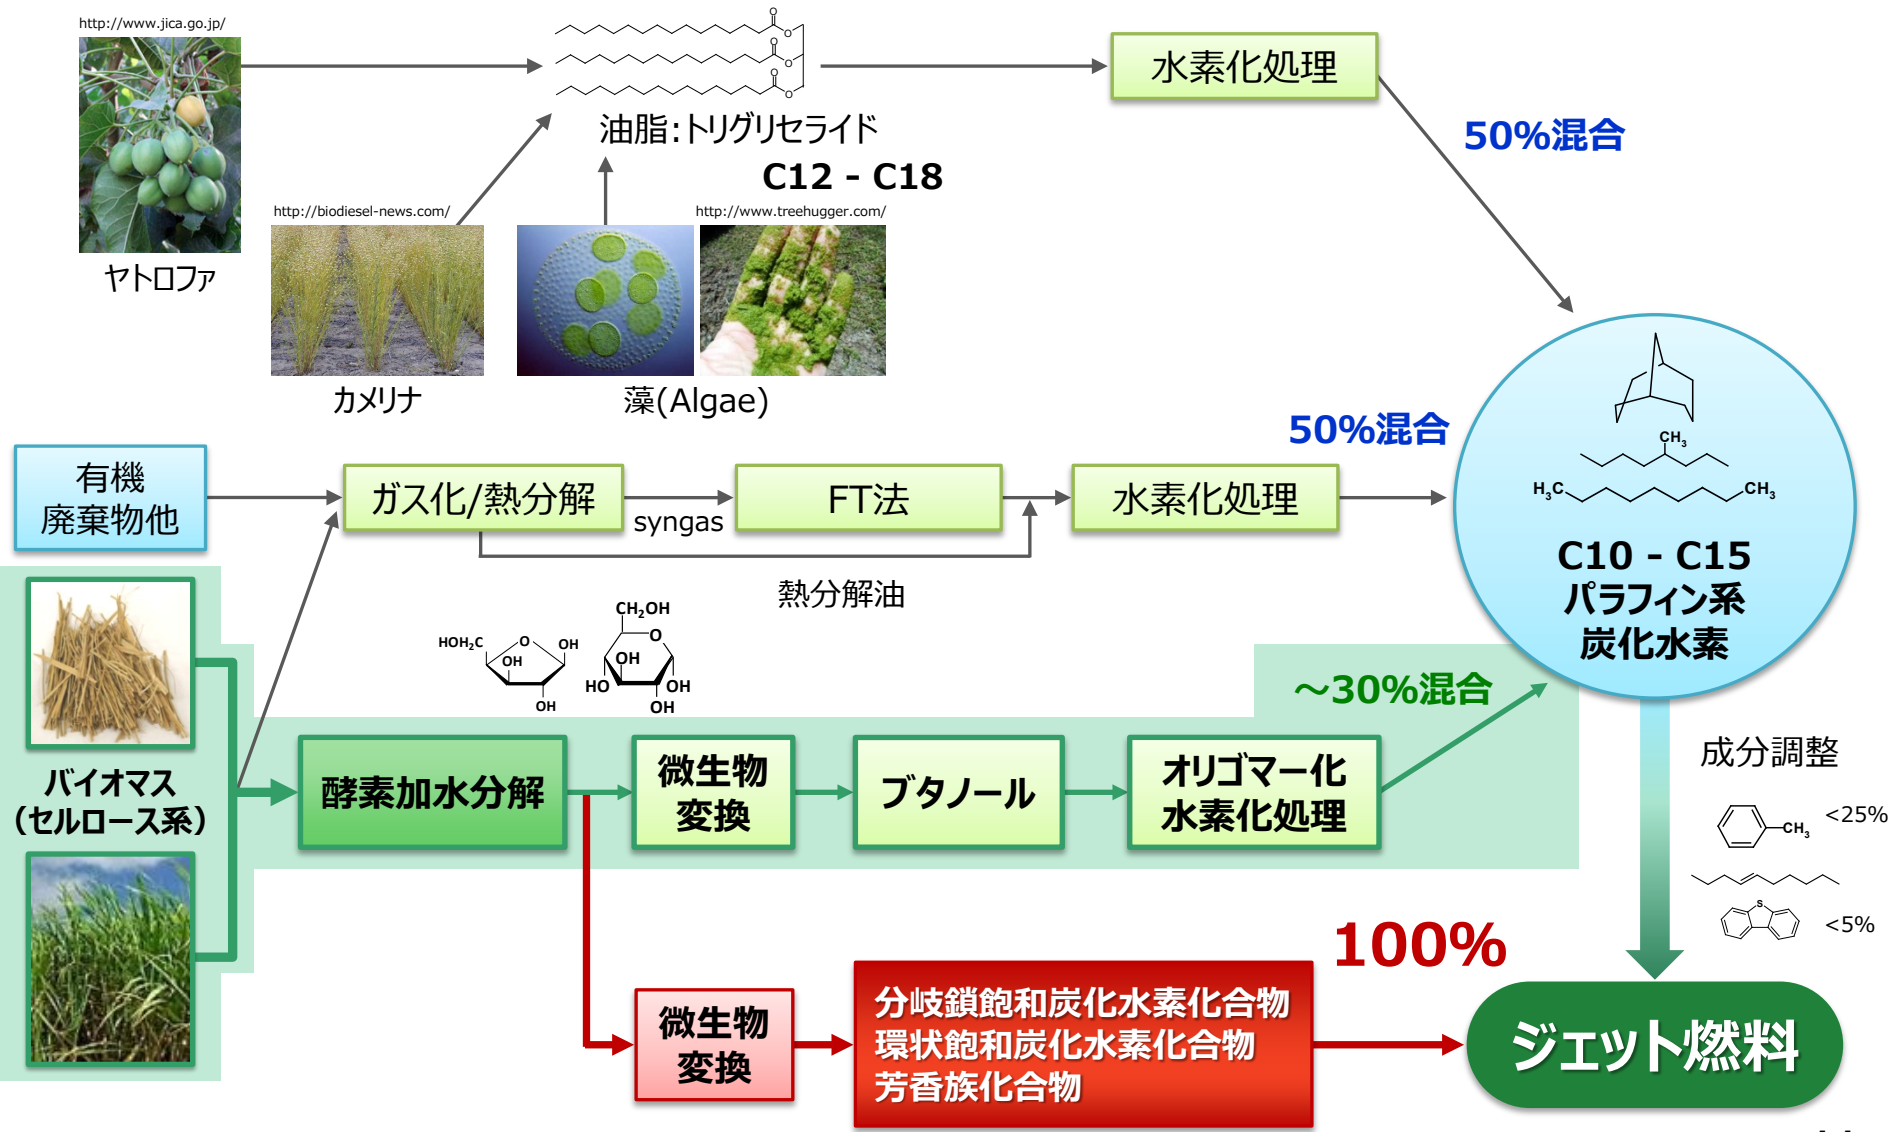 http://www.jica.go.jp/
水素化処理
油脂:トリグリセライド
C12 - C18
50%混合
http://biodiesel-news.com/
http://www.treehugger.com/
ヤトロファ
カメリナ
藻(Algae)
50%混合
有機
廃棄物他
ガス化/熱分解
syngas
FT法
水素化処理
熱分解油
CH3
H3C
CH3
C10 - C15
パラフィン系
炭化水素
O
O
O
O
O
O
HOH2C
O
OH
OH
OH
CH2OH
O
OH
HO
OH
OH
~30%混合
バイオマス
(セルロース系)
酵素加水分解
微生物
変換
ブタノール
オリゴマー化
水素化処理
成分調整
CH3
<25%
S
<5%
100%
微生物
変換
分岐鎖飽和炭化水素化合物
環状飽和炭化水素化合物
芳香族化合物
ジェット燃料